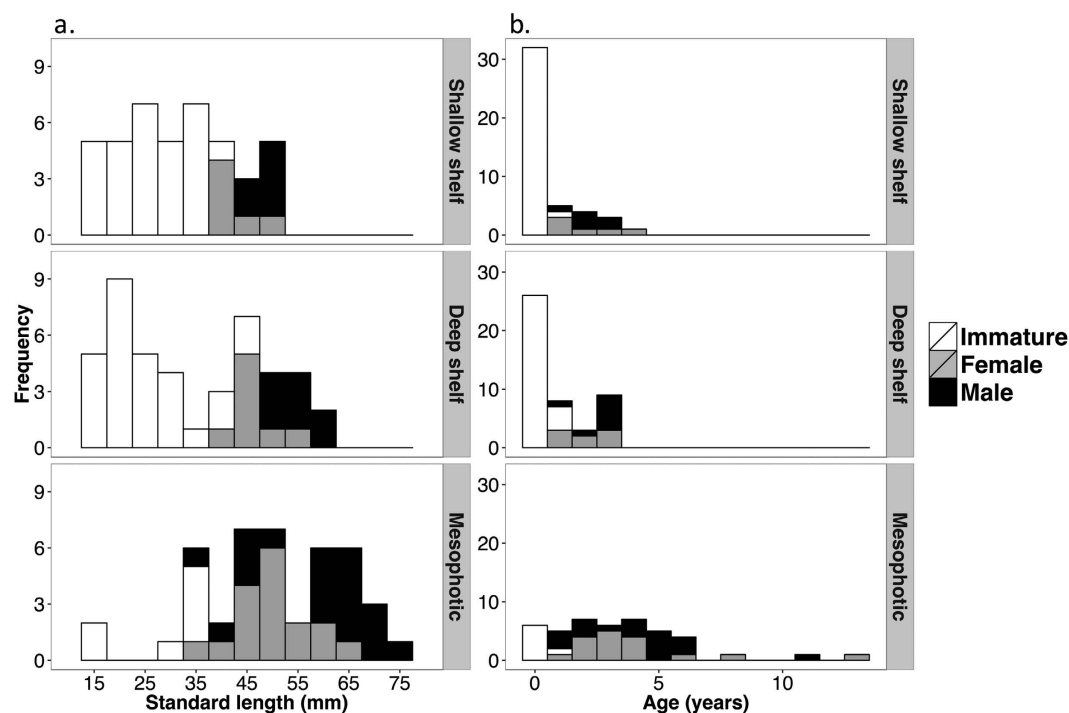 a.
b.
Frequency
9
6
3
0
Shallow shelf
30
20
10
0
Shallow shelf
9
6
3
0
Deep shelf
30
20
10
0
Deep shelf
9
6
3
0
Mesophotic
30
20
10
0
Mesophotic
15 25 35 45 55 65 75
Standard length (mm)
0 5 10
Age (years)
Immature
Female
Male